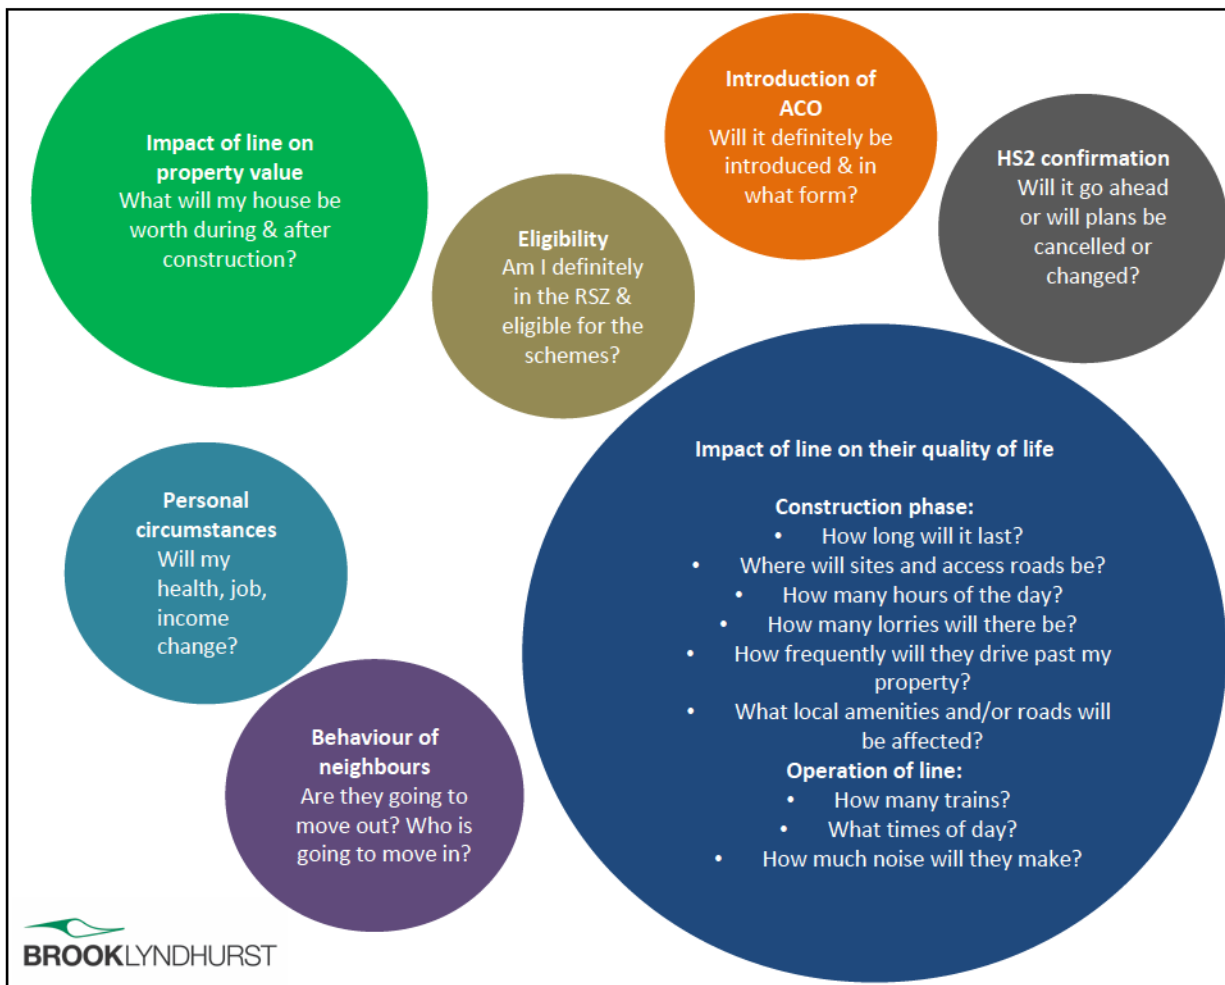 Impact of line on
property value
What will my house be
worth during & after
construction?
Introduction of
ACO
Will it definitely be
introduced & in
what form?
HS2 confirmation
Will it go ahead
or will plans be
cancelled or
changed?
Eligibility
Am I definitely
in the RSZ &
eligible for the
schemes?
Impact of line on their quality of life
Construction phase:
• How long will it last?
• Where will sites and access roads be?
• How many hours of the day?
• How many lorries will there be?
• How frequently will they drive past my
property?
• What local amenities and/or roads will
be affected?
Operation of line:
• How many trains?
• What times of day?
• How much noise will they make?
Personal
circumstances
Will my
health, job,
income
change?
Behaviour of
neighbours
Are they going to
move out? Who is
going to move in?
BROOKLYNDHURST